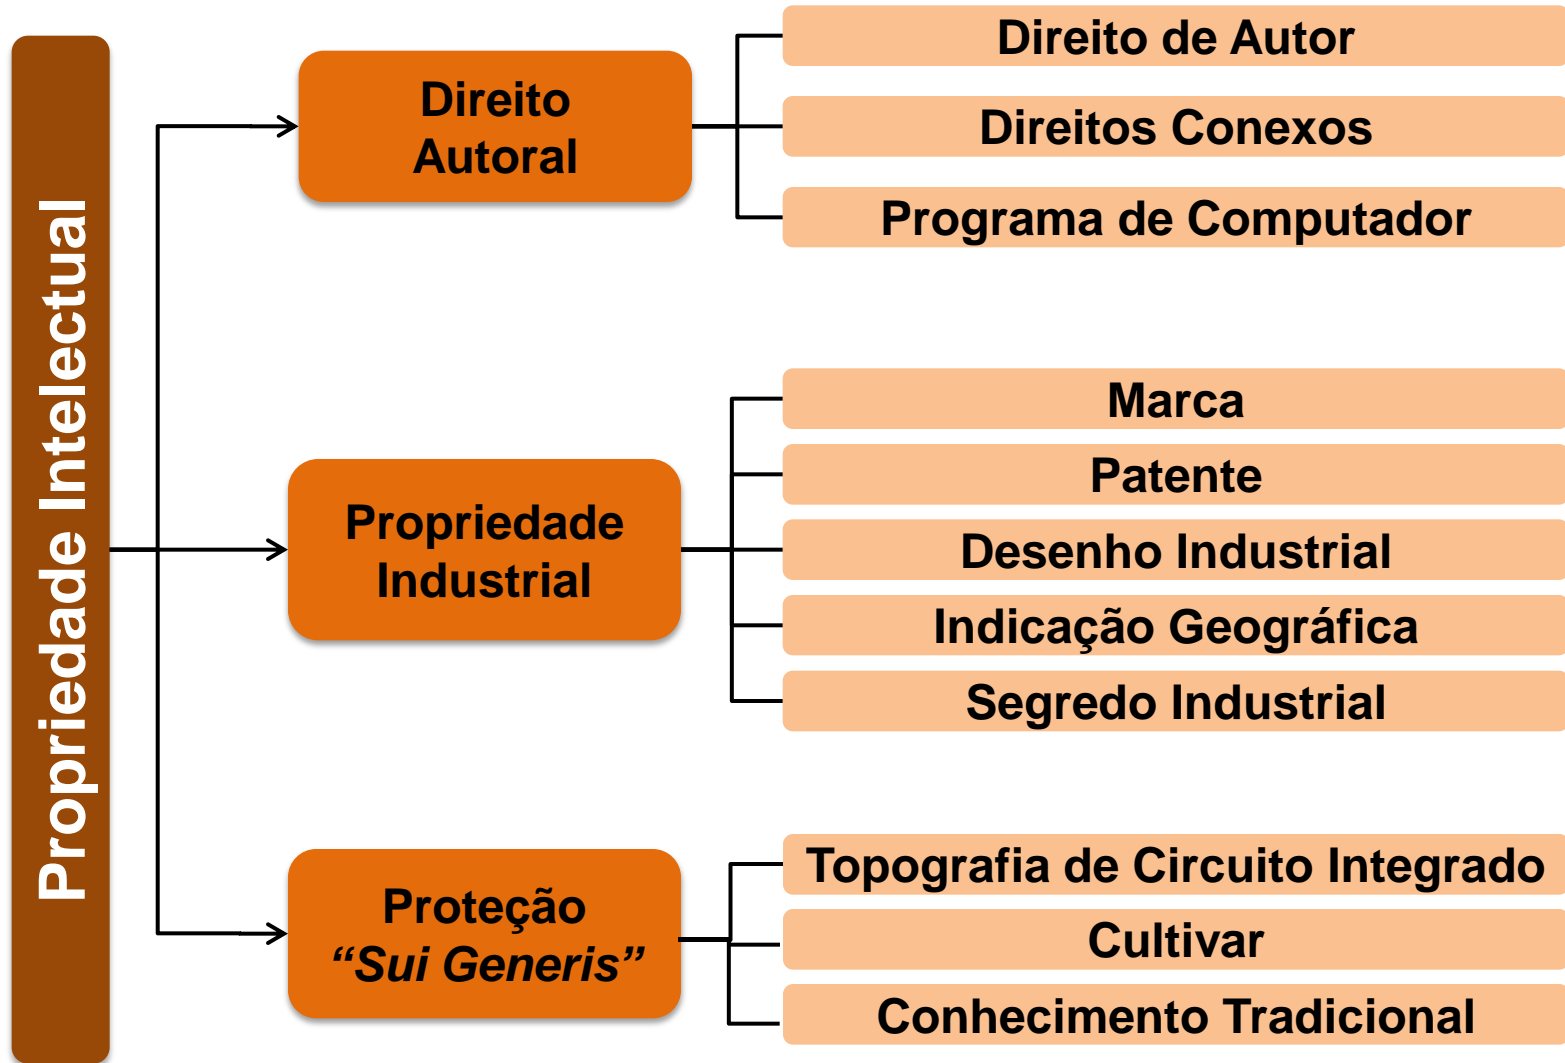 Propriedade Intelectual
Direito
Autoral
Direito de Autor
Direitos Conexos
Programa de Computador
Propriedade
Industrial
Marca
Patente
Desenho Industrial
Indicação Geográfica
Segredo Industrial
Proteção
“Sui Generis”
Topografia de Circuito Integrado
Cultivar
Conhecimento Tradicional